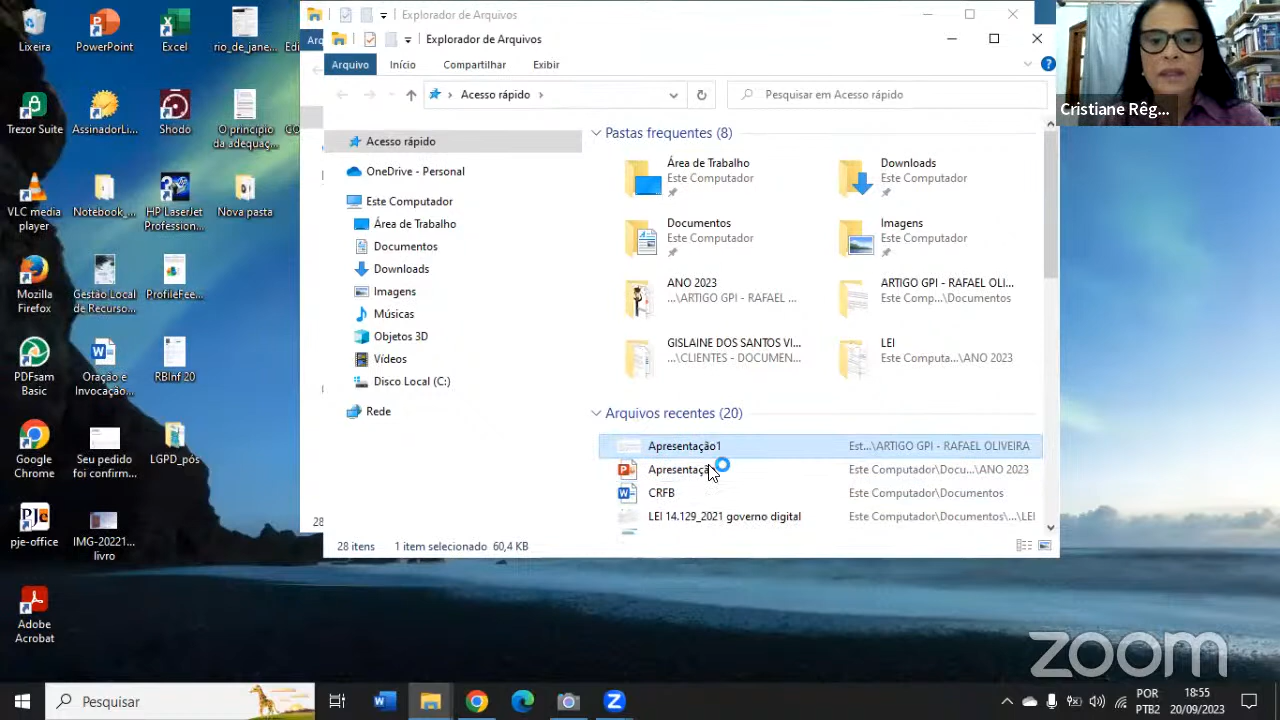 Explorador de Arquivos
Explorador de Arquivos
Arquivo
Início
Compartilhar
Exibir
Acesso rápido
Pesquisar em Acesso rápido
Cristiane Rêg...
Lixeira
PowerPoint
Excel
rio_de_jane...
Edi
Trezor Suite
AssinadorLi...
Shodo
O principio
da adequaç...
VLC media
player
Notebook_...
HP LaserJet
Profession...
Nova pasta
Mozilla
Firefox
Gestão Local
de Recurso...
ProfileFee...
PDFsam
Basic
Oração e
Invocação...
RBInf 20
Google
Chrome
Seu pedido
foi confirm...
LGPD_pós
pje-office
IMG-20221...
livro
Adobe
Acrobat
Acesso rápido
OneDrive - Personal
Este Computador
Área de Trabalho
Documentos
Downloads
Imagens
Músicas
Objetos 3D
Vídeos
Disco Local (C:)
Rede
Pastas frequentes (8)
Área de Trabalho
Este Computador
Downloads
Este Computador
Documentos
Este Computador
Imagens
Este Computador
ANO 2023
...\ARTIGO GPI - RAFAEL ...
ARTIGO GPI - RAFAEL OLI...
Este Comp...\Documentos
GISLAINE DOS SANTOS VI...
...\CLIENTES - DOCUMEN...
LEI
Este Computa...\ANO 2023
Arquivos recentes (20)
Apresentação1 Est...\ARTIGO GPI - RAFAEL OLIVEIRA
Este Computador\Docu...\ANO 2023
CRFB Este Computador\Documentos
LEI 14.129_2021 governo digital Este Computador\Documentos\...\LEI
28
28 itens 1 item selecionado 60,4 KB
zoom
Pesquisar
POR
PTB2
18:55
20/09/2023